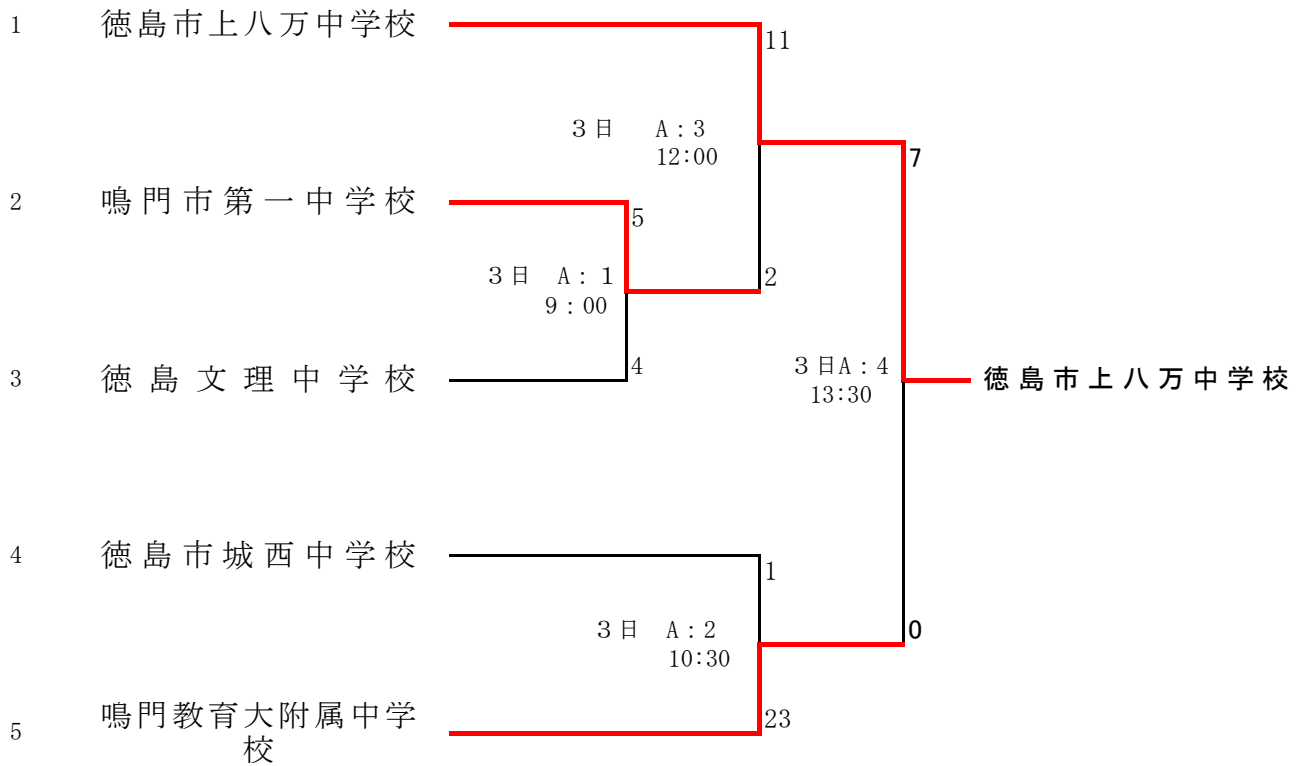 1 徳島市上八万中学校
11
３日 A：3
12:00
7
2 鳴門市第一中学校
5
３日 A：１
9：00
2
3 徳島文理中学校
4
３日A：4
13:30
徳島市上八万中学校
4 徳島市城西中学校
1
３日 A：2
10:30
0
5 鳴門教育大附属中学
校
23